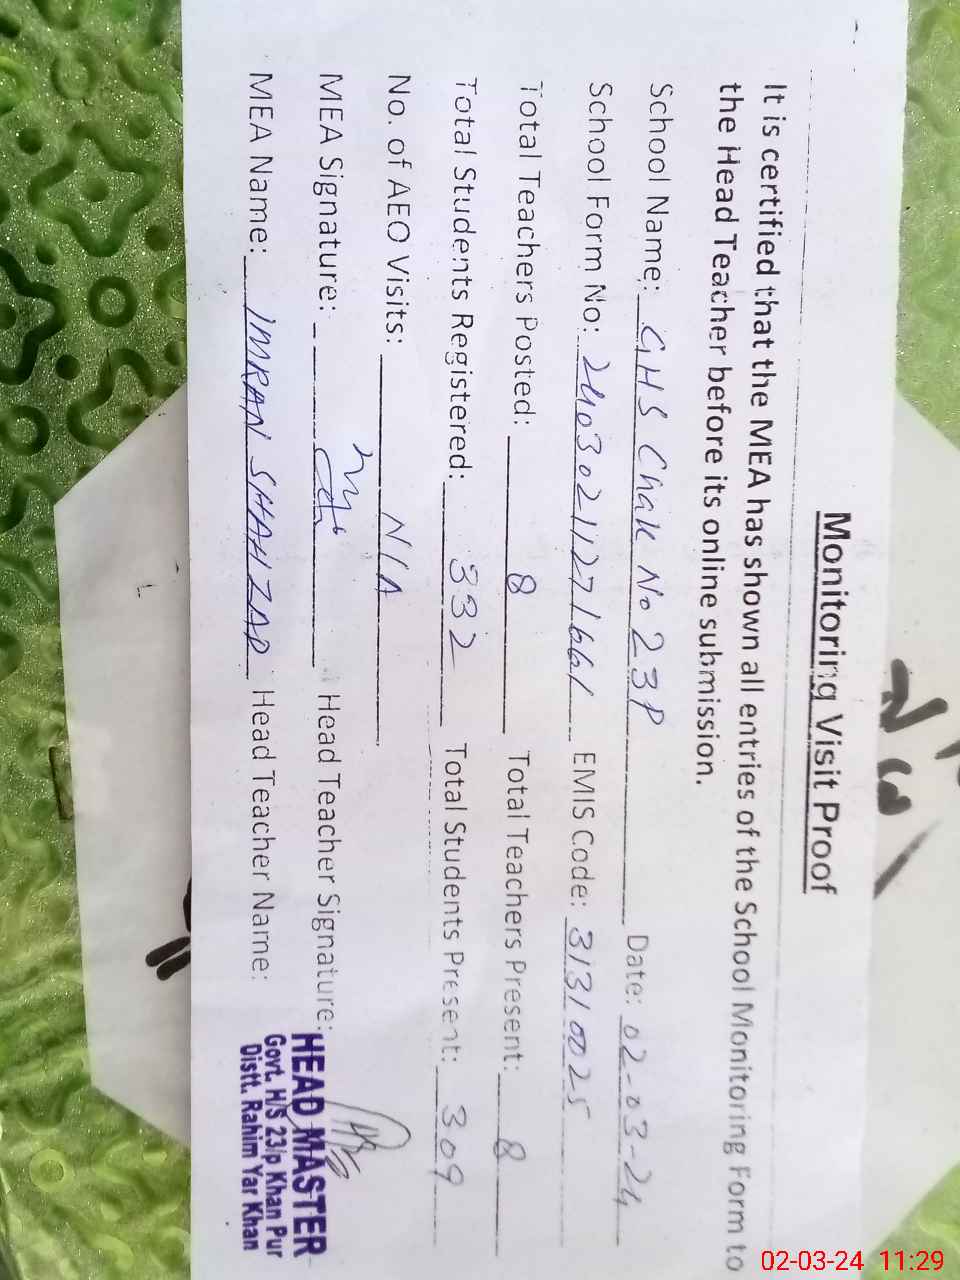 Monitoring Visit Proof
It is certified that the MEA has shown all entries of the School Monitoring Form to
the Head Teacher before its online submission.
School Name: GHS Chak No 23P Date: 02-03-24
School Form No: 24030211271661 EMIS Code: 31310025
Total Teachers Posted: 8 Total Teachers Present: 8
Total Students Registered: 332 Total Students Present: 309
No. of AEO Visits: N/A
MEA Signature: Head Teacher Signature:
MEA Name: IMRAN SHAHZAD Head Teacher Name:
HEAD MASTER
Govt. H/S 23/p Khan Pur
Distt. Rahim Yar Khan
02-03-24 11:29